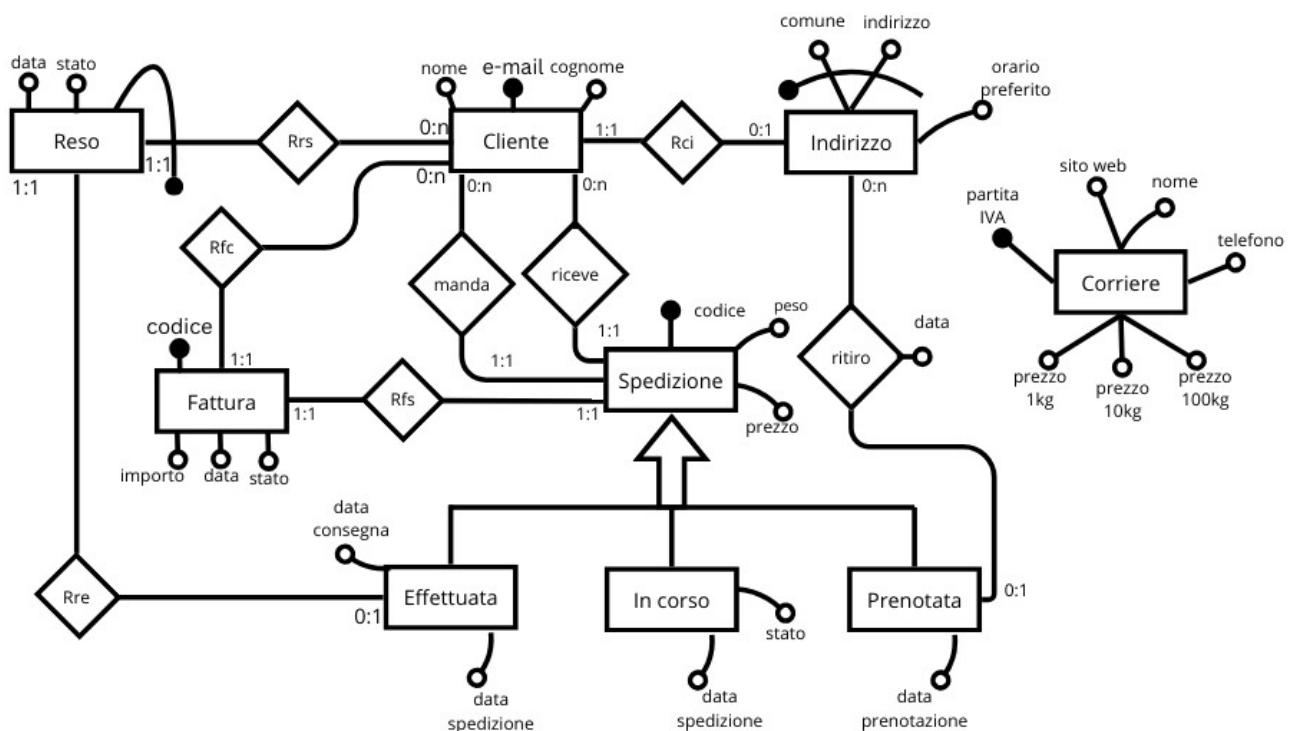 comune
indirizzo
data
stato
nome
e-mail
cognome
orario
preferito
Reso
Rrs
0:n
Cliente
1:1
Rci
0:1
Indirizzo
1:1
1:1
0:n
0:n
0:n
0:n
sito web
nome
partita
IVA
telefono
Corriere
Rfc
manda
riceve
codice
peso
data
ritiro
codice
1:1
1:1
1:1
Spedizione
prezzo
1kg
prezzo
10kg
prezzo
100kg
Fattura
1:1
Rfs
1:1
prezzo
importo
data
stato
data
consegna
Rre
0:1
Effettuata
In corso
stato
Prenotata
0:1
data
spedizione
data
spedizione
data
prenotazione